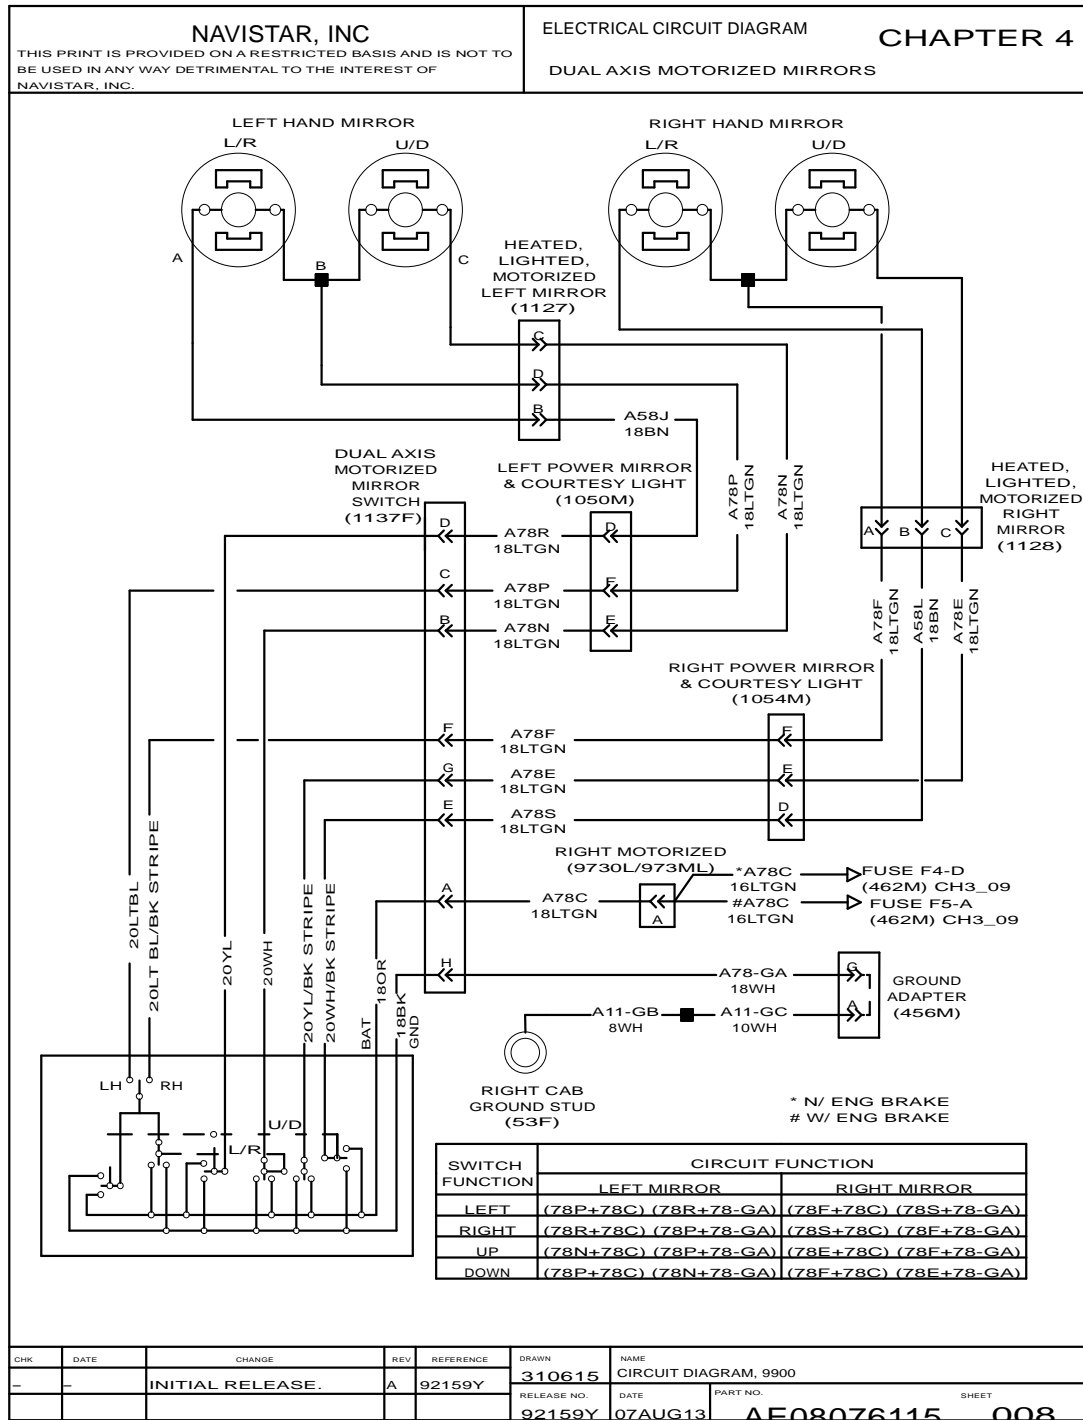 NAVISTAR, INC
THIS PRINT IS PROVIDED ON A RESTRICTED BASIS AND IS NOT TO
BE USED IN ANY WAY DETRIMENTAL TO THE INTEREST OF
NAVISTAR, INC.
ELECTRICAL CIRCUIT DIAGRAM
CHAPTER 4
DUAL AXIS MOTORIZED MIRRORS
LEFT HAND MIRROR
L/R
U/D
RIGHT HAND MIRROR
L/R
U/D
A
B
C
HEATED,
LIGHTED,
MOTORIZED
LEFT MIRROR
(1127)
C
D
B
A58J
18BN
A78P
18LTGN
A78N
18LTGN
DUAL AXIS
MOTORIZED
MIRROR
SWITCH
(1137F)
LEFT POWER MIRROR
& COURTESY LIGHT
(1050M)
HEATED,
LIGHTED,
MOTORIZED
RIGHT
MIRROR
(1128)
A
B
C
D
A78R
18LTGN
D
C
A78P
18LTGN
F
B
A78N
18LTGN
E
A78F
18LTGN
A58L
18BN
A78E
18LTGN
RIGHT POWER MIRROR
& COURTESY LIGHT
(1054M)
F
A78F
18LTGN
F
G
A78E
18LTGN
E
E
A78S
18LTGN
D
RIGHT MOTORIZED
(9730L/973ML)
A
A78C
18LTGN
A
*A78C
16LTGN
#A78C
16LTGN
FUSE F4-D
(462M) CH3_09
FUSE F5-A
(462M) CH3_09
H
A78-GA
18WH
G
A
GROUND
ADAPTER
(456M)
A11-GB
8WH
A11-GC
10WH
RIGHT CAB
GROUND STUD
(53F)
* N/ ENG BRAKE
# W/ ENG BRAKE
20LTBL
20LT BL/BK STRIPE
20YL
20WH
20YL/BK STRIPE
20WH/BK STRIPE
BAT
18OR
18BK
GND
LH
RH
U/D
L/R
SWITCH
FUNCTION
CIRCUIT FUNCTION
LEFT MIRROR
RIGHT MIRROR
LEFT (78P+78C) (78R+78-GA) (78F+78C) (78S+78-GA)
RIGHT (78R+78C) (78P+78-GA) (78S+78C) (78F+78-GA)
UP (78N+78C) (78P+78-GA) (78E+78C) (78F+78-GA)
DOWN (78P+78C) (78N+78-GA) (78F+78C) (78E+78-GA)
CHK DATE CHANGE REV REFERENCE
– – INITIAL RELEASE. A 92159Y
DRAWN
310615
NAME
CIRCUIT DIAGRAM, 9900
RELEASE NO.
92159Y
DATE
07AUG13
PART NO.
AE08076115
SHEET
008